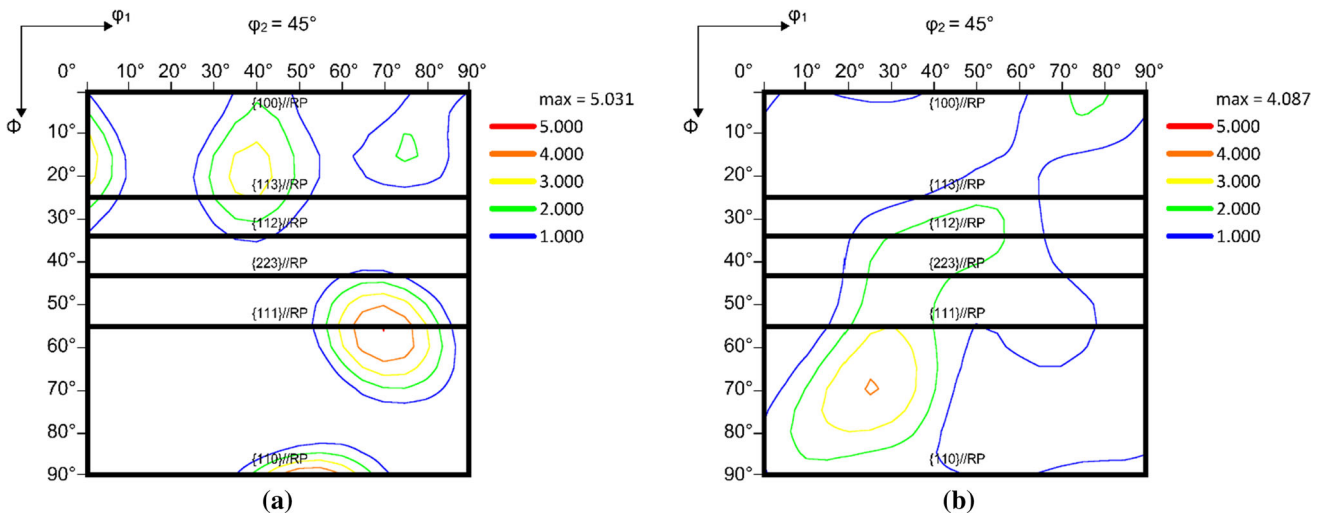 φ1
φ2 = 45°
0° 10° 20° 30° 40° 50° 60° 70° 80° 90°
Φ
10°
20°
30°
40°
50°
60°
70°
80°
90°
{100}//RP
{113}//RP
{112}//RP
{223}//RP
{111}//RP
{110}//RP
max = 5.031
5.000
4.000
3.000
2.000
1.000
(a)
φ1
φ2 = 45°
0° 10° 20° 30° 40° 50° 60° 70° 80° 90°
Φ
10°
20°
30°
40°
50°
60°
70°
80°
90°
{100}//RP
{113}//RP
{112}//RP
{223}//RP
{111}//RP
{110}//RP
max = 4.087
5.000
4.000
3.000
2.000
1.000
(b)